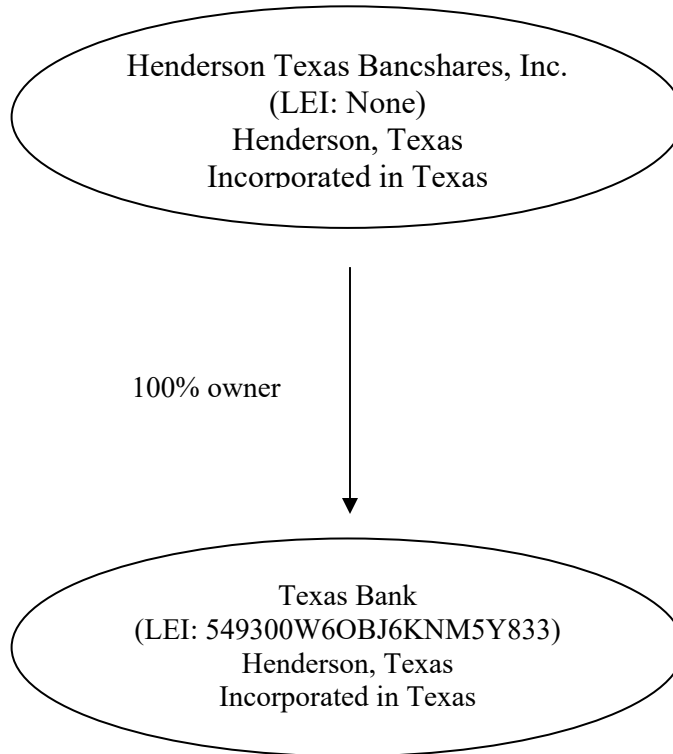 Henderson Texas Bancshares, Inc.
(LEI: None)
Henderson, Texas
Incorporated in Texas
100% owner
Texas Bank
(LEI: 549300W6OBJ6KNM5Y833)
Henderson, Texas
Incorporated in Texas